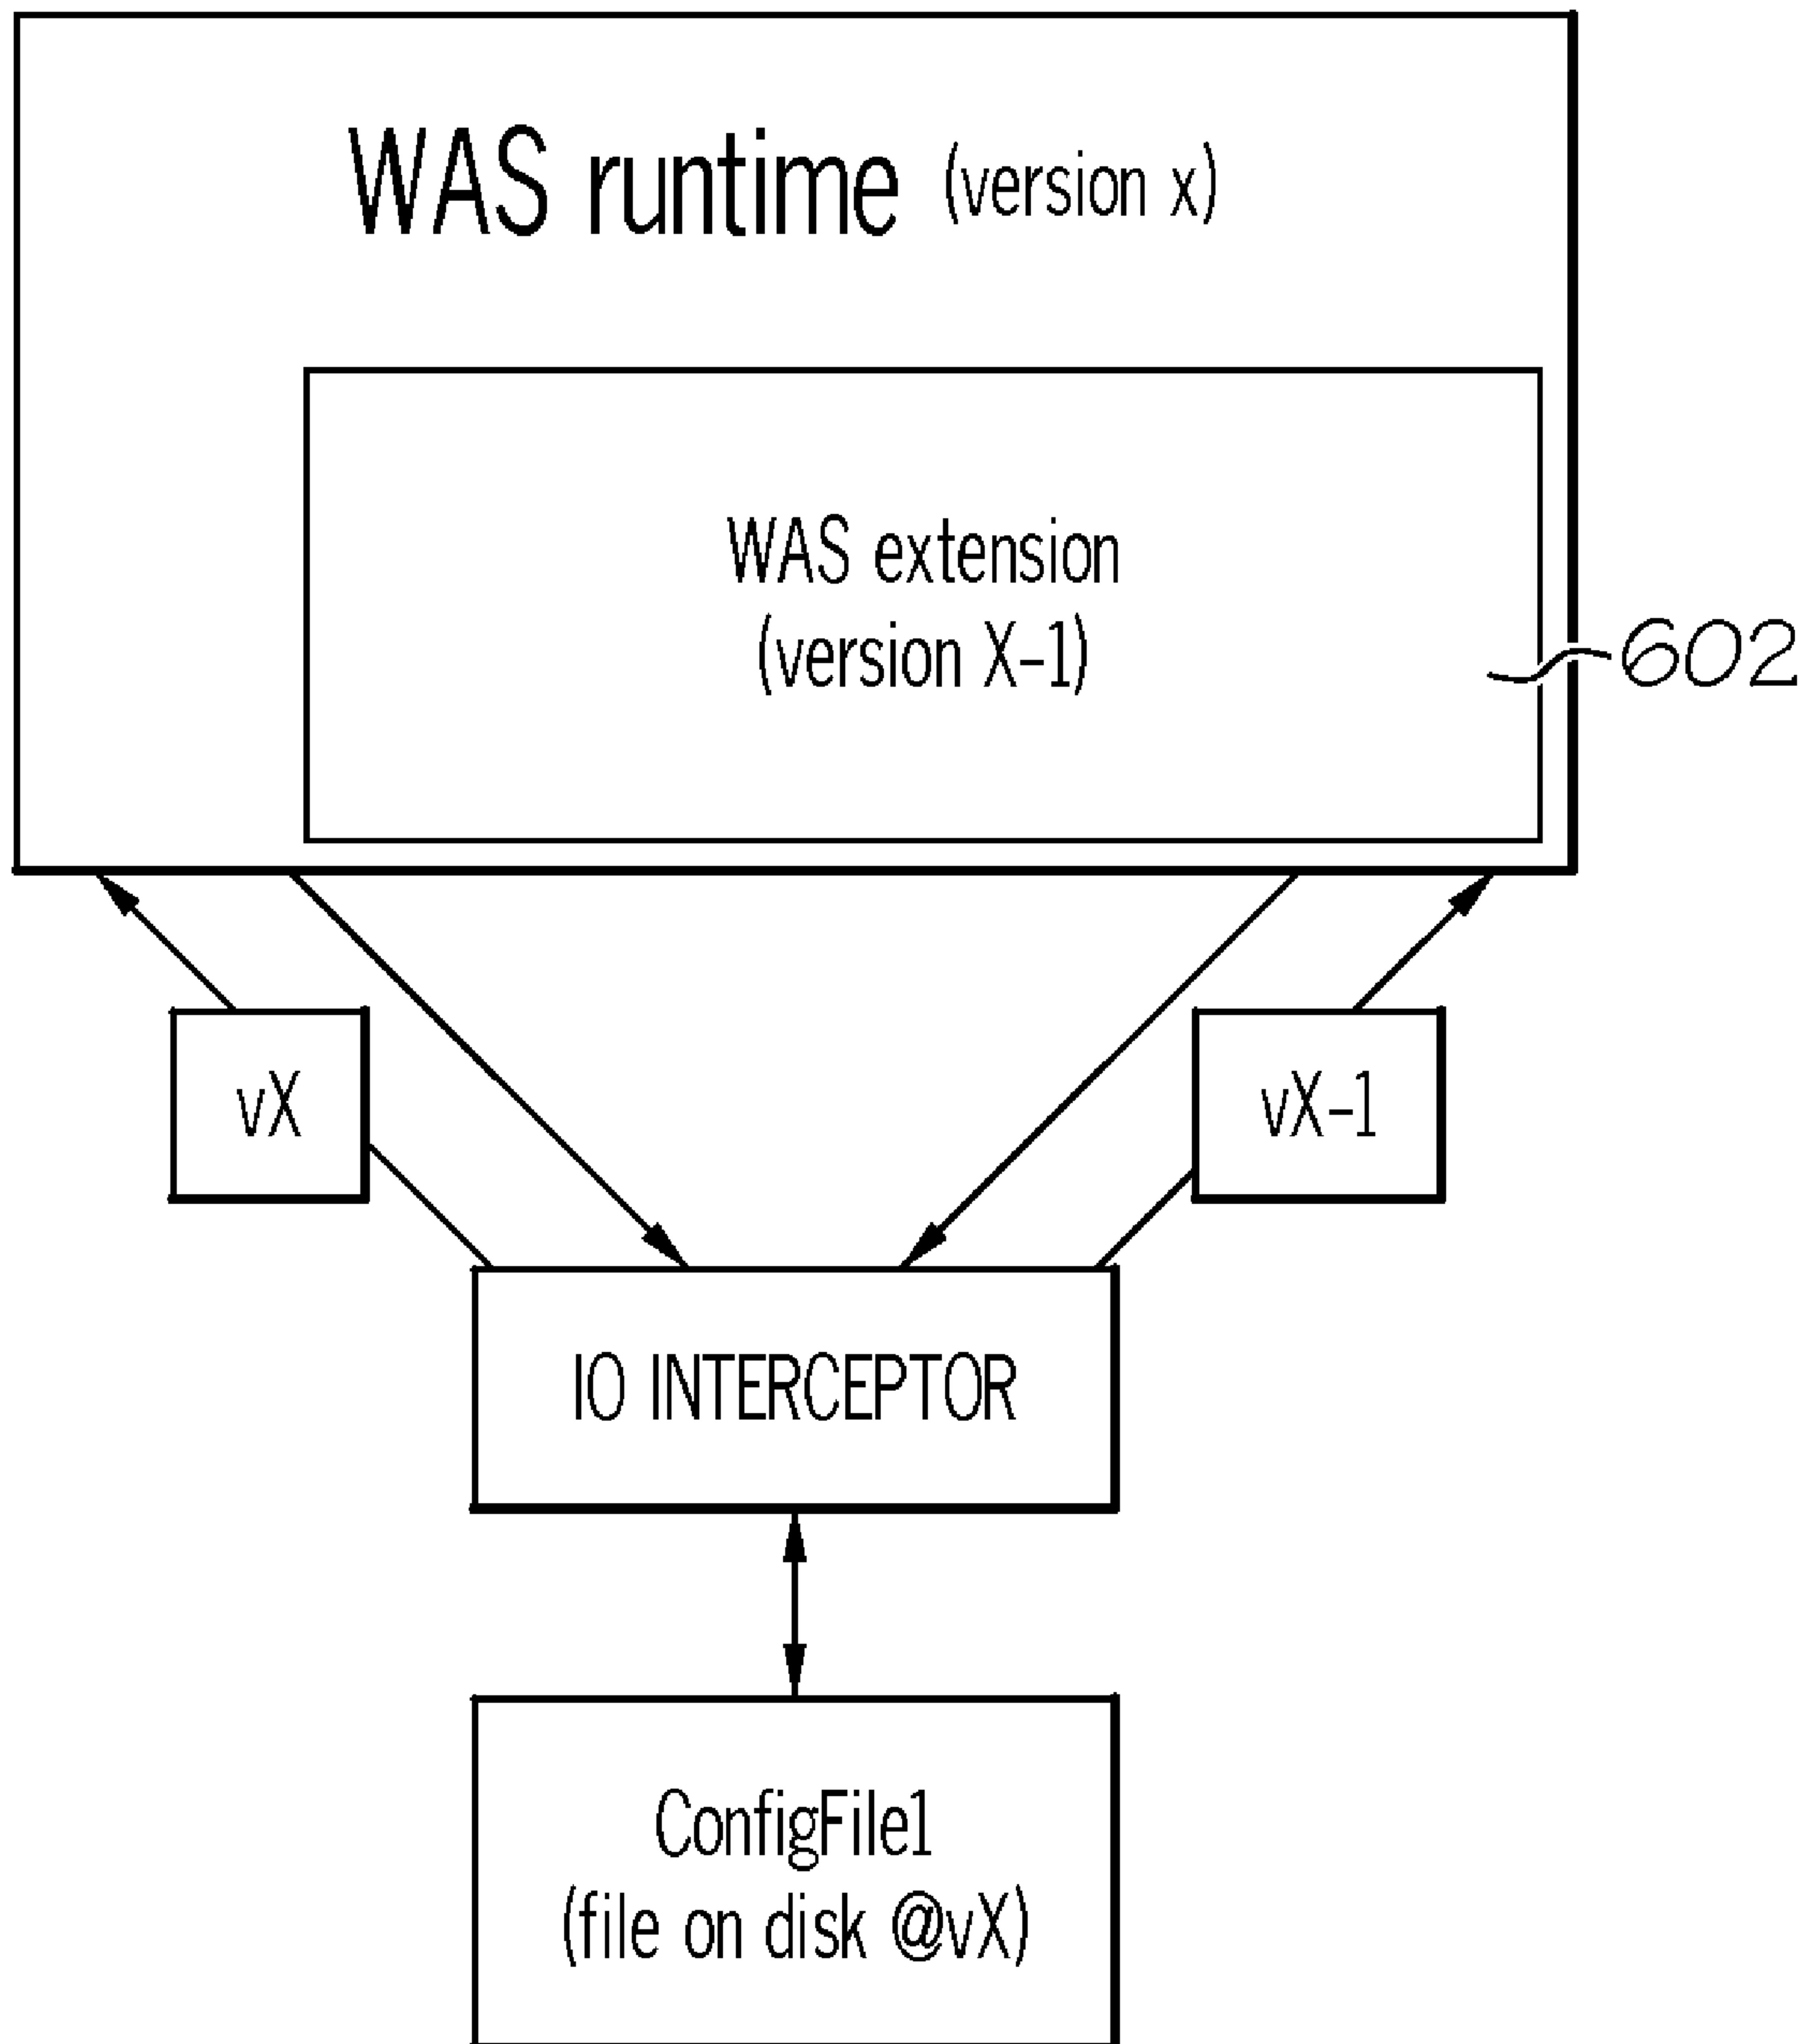 WAS runtime (version x)
WAS extension
(version X-1)
602
vX
vX-1
IO INTERCEPTOR
ConfigFile1
(file on disk @vX)